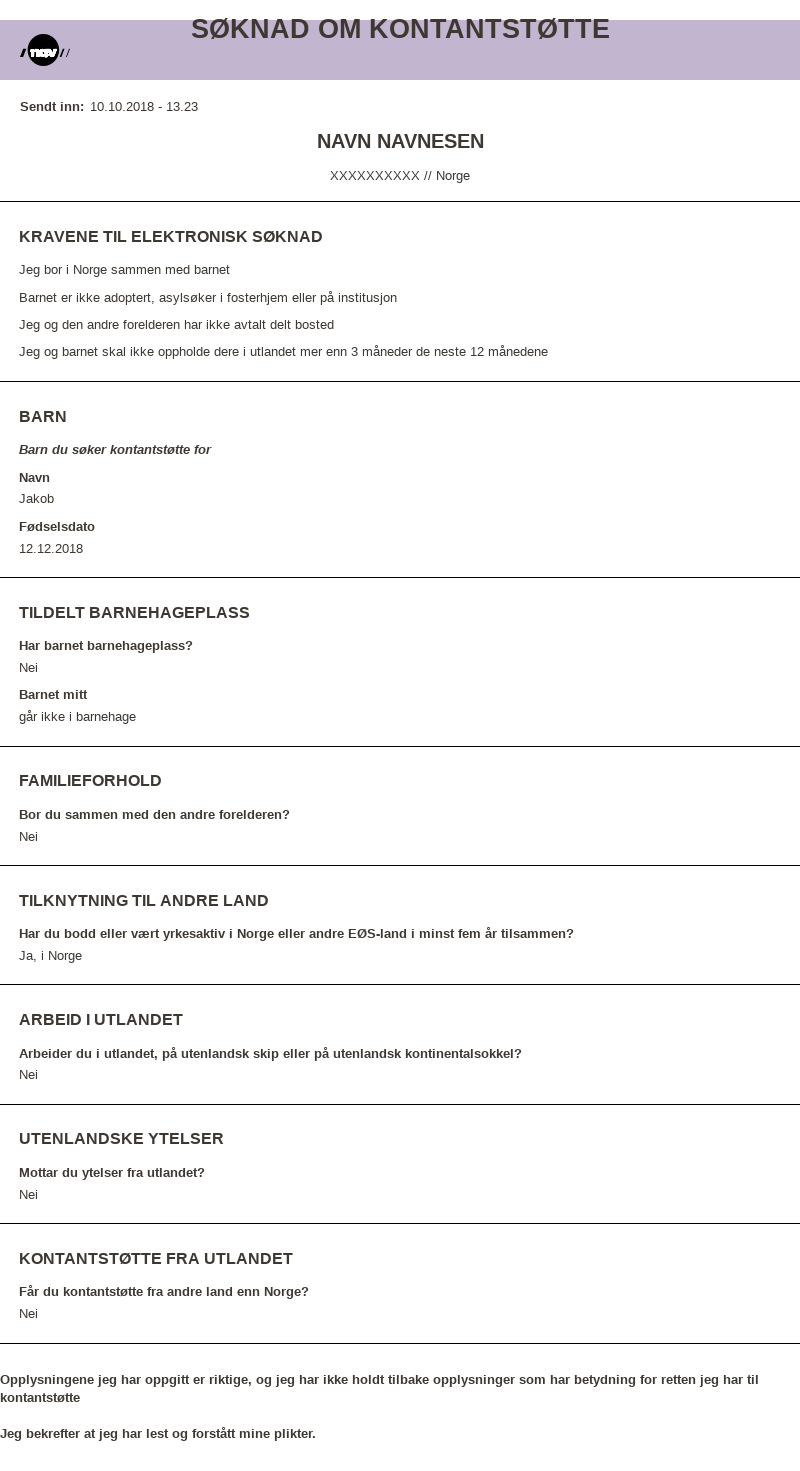 SØKNAD OM KONTANTSTØTTE
nav
Sendt inn: 10.10.2018 - 13.23
NAVN NAVNESEN
XXXXXXXXXX // Norge
KRAVENE TIL ELEKTRONISK SØKNAD
Jeg bor i Norge sammen med barnet
Barnet er ikke adoptert, asylsøker i fosterhjem eller på institusjon
Jeg og den andre forelderen har ikke avtalt delt bosted
Jeg og barnet skal ikke oppholde dere i utlandet mer enn 3 måneder de neste 12 månedene
BARN
Barn du søker kontantstøtte for
Navn
Jakob
Fødselsdato
12.12.2018
TILDELT BARNEHAGEPLASS
Har barnet barnehageplass?
Nei
Barnet mitt
går ikke i barnehage
FAMILIEFORHOLD
Bor du sammen med den andre forelderen?
Nei
TILKNYTNING TIL ANDRE LAND
Har du bodd eller vært yrkesaktiv i Norge eller andre EØS-land i minst fem år tilsammen?
Ja, i Norge
ARBEID I UTLANDET
Arbeider du i utlandet, på utenlandsk skip eller på utenlandsk kontinentalsokkel?
Nei
UTENLANDSKE YTELSER
Mottar du ytelser fra utlandet?
Nei
KONTANTSTØTTE FRA UTLANDET
Får du kontantstøtte fra andre land enn Norge?
Nei
Opplysningene jeg har oppgitt er riktige, og jeg har ikke holdt tilbake opplysninger som har betydning for retten jeg har til
kontantstøtte
Jeg bekrefter at jeg har lest og forstått mine plikter.